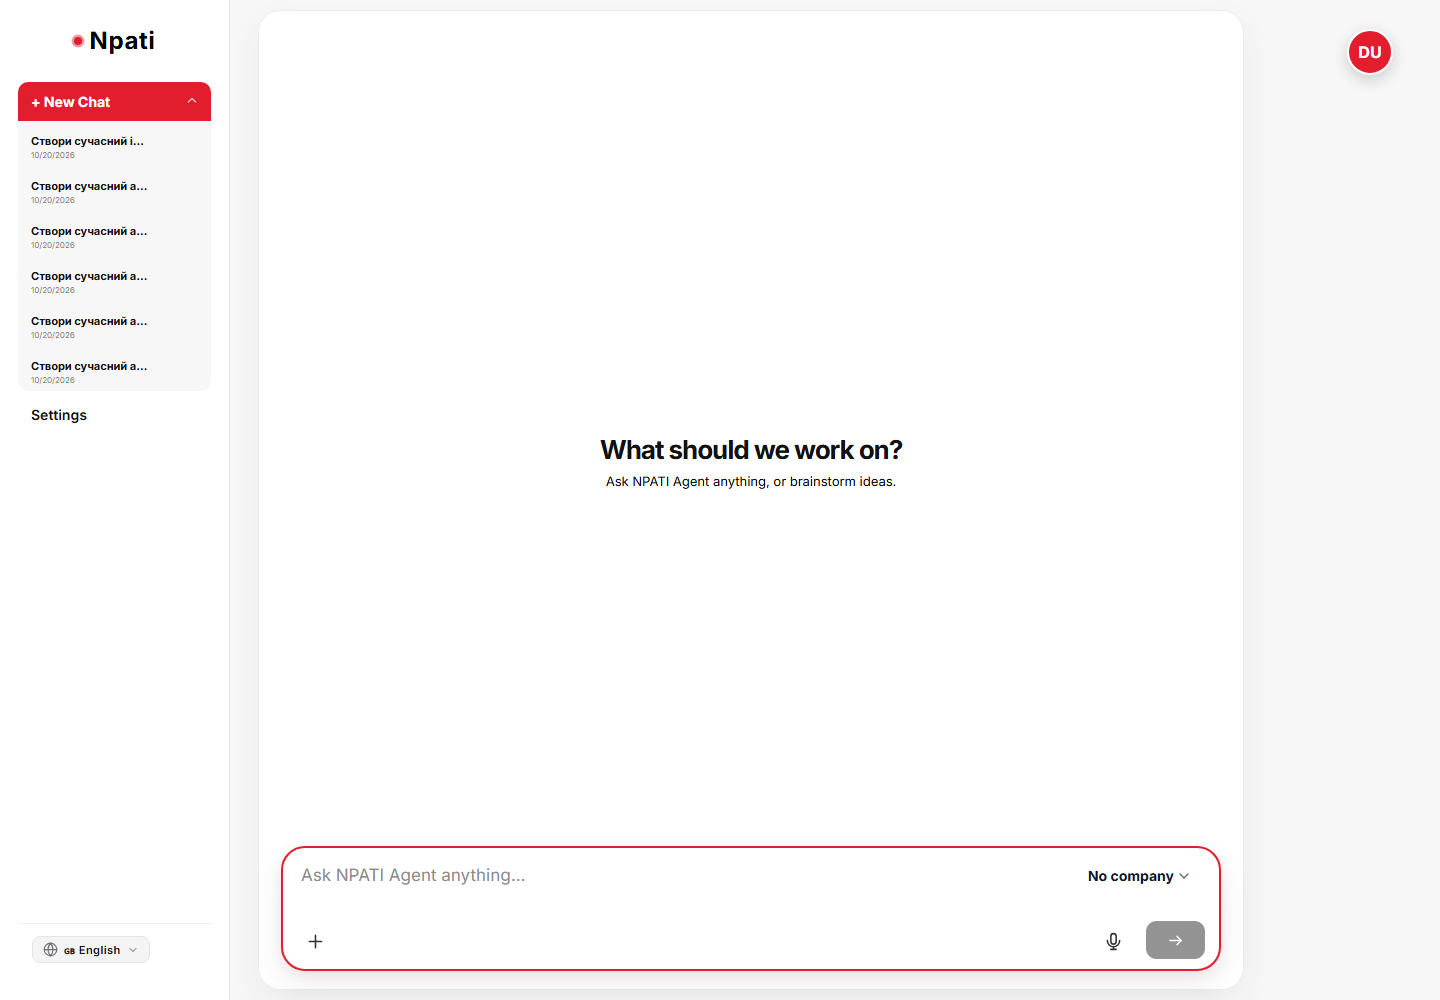 Npati
+ New Chat
Створи сучасний і...
10/20/2026
Створи сучасний а...
10/20/2026
Створи сучасний а...
10/20/2026
Створи сучасний а...
10/20/2026
Створи сучасний а...
10/20/2026
Створи сучасний а...
10/20/2026
Settings
GB English
DU
What should we work on?
Ask NPATI Agent anything, or brainstorm ideas.
Ask NPATI Agent anything...
No company